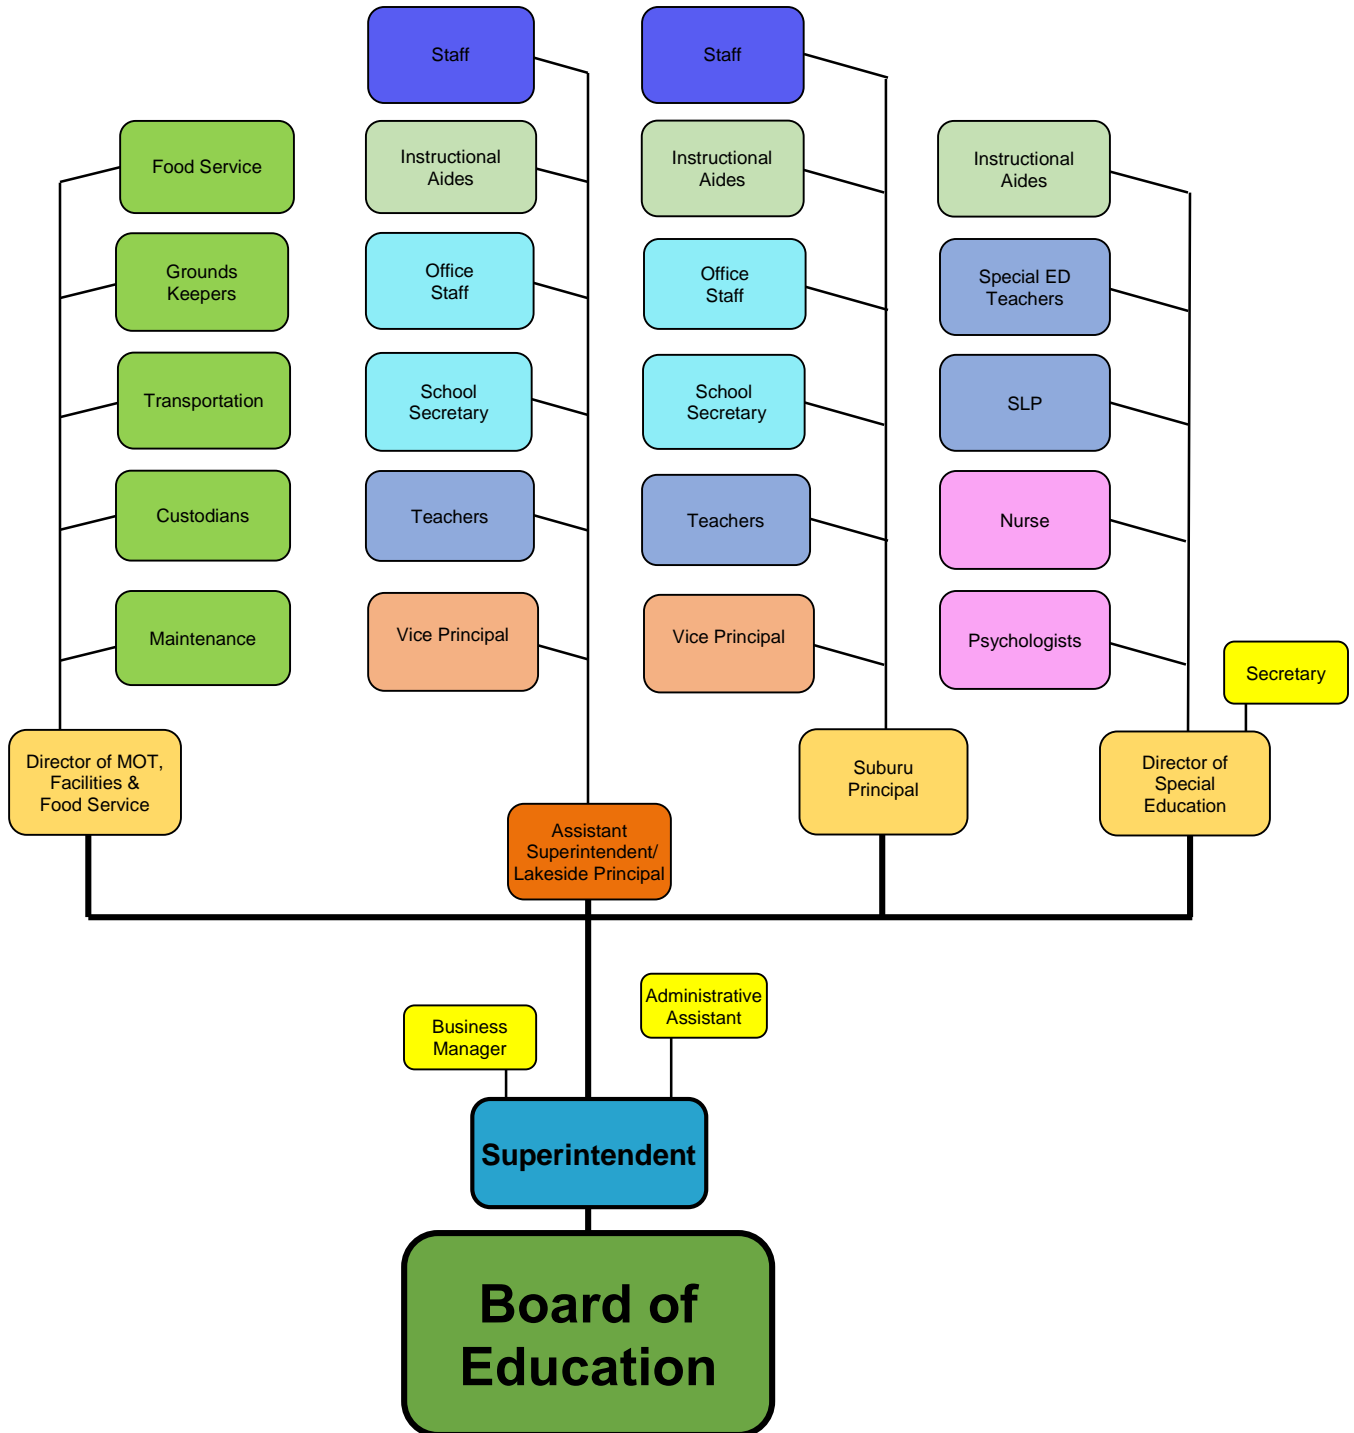 Staff
Staff
Food Service
Instructional
Aides
Instructional
Aides
Instructional
Aides
Grounds
Keepers
Office
Staff
Office
Staff
Special ED
Teachers
Transportation
School
Secretary
School
Secretary
SLP
Custodians
Teachers
Teachers
Nurse
Maintenance
Vice Principal
Vice Principal
Psychologists
Secretary
Director of MOT,
Facilities &
Food Service
Suburu
Principal
Director of
Special
Education
Assistant
Superintendent/
Lakeside Principal
Administrative
Assistant
Business
Manager
Superintendent
Board of
Education